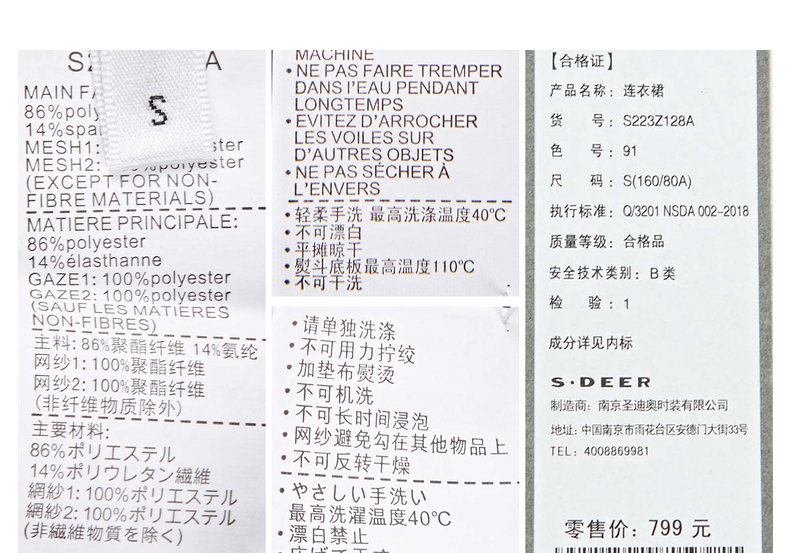 S
MAIN
86%poly
14%spa
MESH1:
MESH2: polyester
(EXCEPT FOR NON-
FIBRE MATERIALS)
MATIERE PRINCIPALE:
86%polyester
14%élasthanne
GAZE1: 100%polyester
GAZE2: 100%polyester
(SAUF LES MATIERES
NON-FIBRES)
主料: 86%聚酯纤维 14%氨纶
网纱1: 100%聚酯纤维
网纱2: 100%聚酯纤维
(非纤维物质除外)
主要材料:
86%ポリエステル
14%ポリウレタン繊維
網紗1: 100%ポリエステル
網紗2: 100%ポリエステル
(非繊維物質を除く)
MACHINE
•NE PAS FAIRE TREMPER
DANS l'EAU PENDANT
LONGTEMPS
•EVITEZ D'ARROCHER
LES VOILES SUR
D'AUTRES OBJETS
•NE PAS SÉCHER À
L'ENVERS
•轻柔手洗 最高洗涤温度40℃
•不可漂白
•平摊晾干
•熨斗底板最高温度110℃
•不可干洗
•请单独洗涤
•不可用力拧绞
•加垫布熨烫
•不可机洗
•不可长时间浸泡
•网纱避免勾在其他物品上
•不可反转干燥
•やさしい手洗い
最高洗濯温度40℃
•漂白禁止
【合格证】
产品名称: 连衣裙
货 号: S223Z128A
色 号: 91
尺 码: S(160/80A)
执行标准: Q/3201 NSDA 002-2018
质量等级: 合格品
安全技术类别: B 类
检 验: 1
成分详见内标
S·DEER
制造商: 南京圣迪奥时装有限公司
地址: 中国南京市雨花台区安德门大街33号
TEL: 4008869981
零售价: 799 元